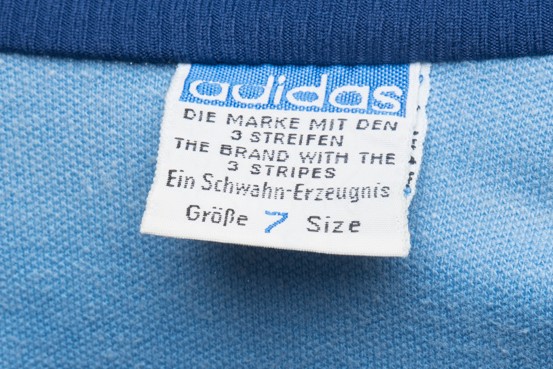 adidas
DIE MARKE MIT DEN
3 STREIFEN
THE BRAND WITH THE
3 STRIPES
Ein Schwahn-Erzeugnis
Größe 7 Size